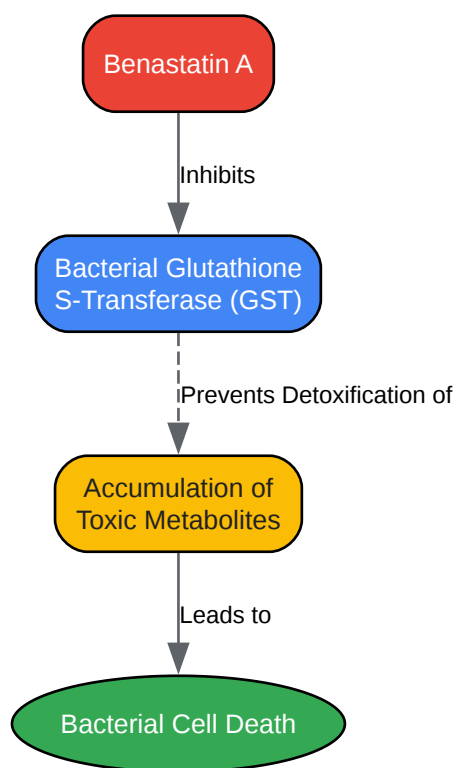 Benastatin A
Inhibits
Bacterial Glutathione
S-Transferase (GST)
Prevents Detoxification of
Accumulation of
Toxic Metabolites
Leads to
Bacterial Cell Death